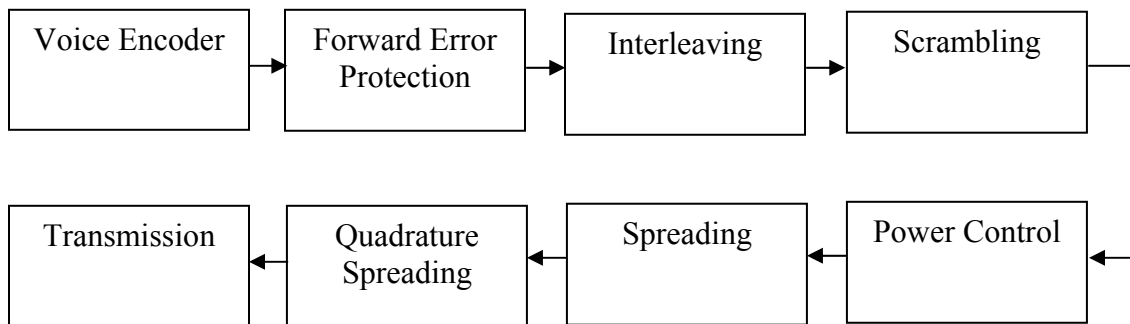 Voice Encoder
Forward Error
Protection
Interleaving
Scrambling
Transmission
Quadrature
Spreading
Spreading
Power Control